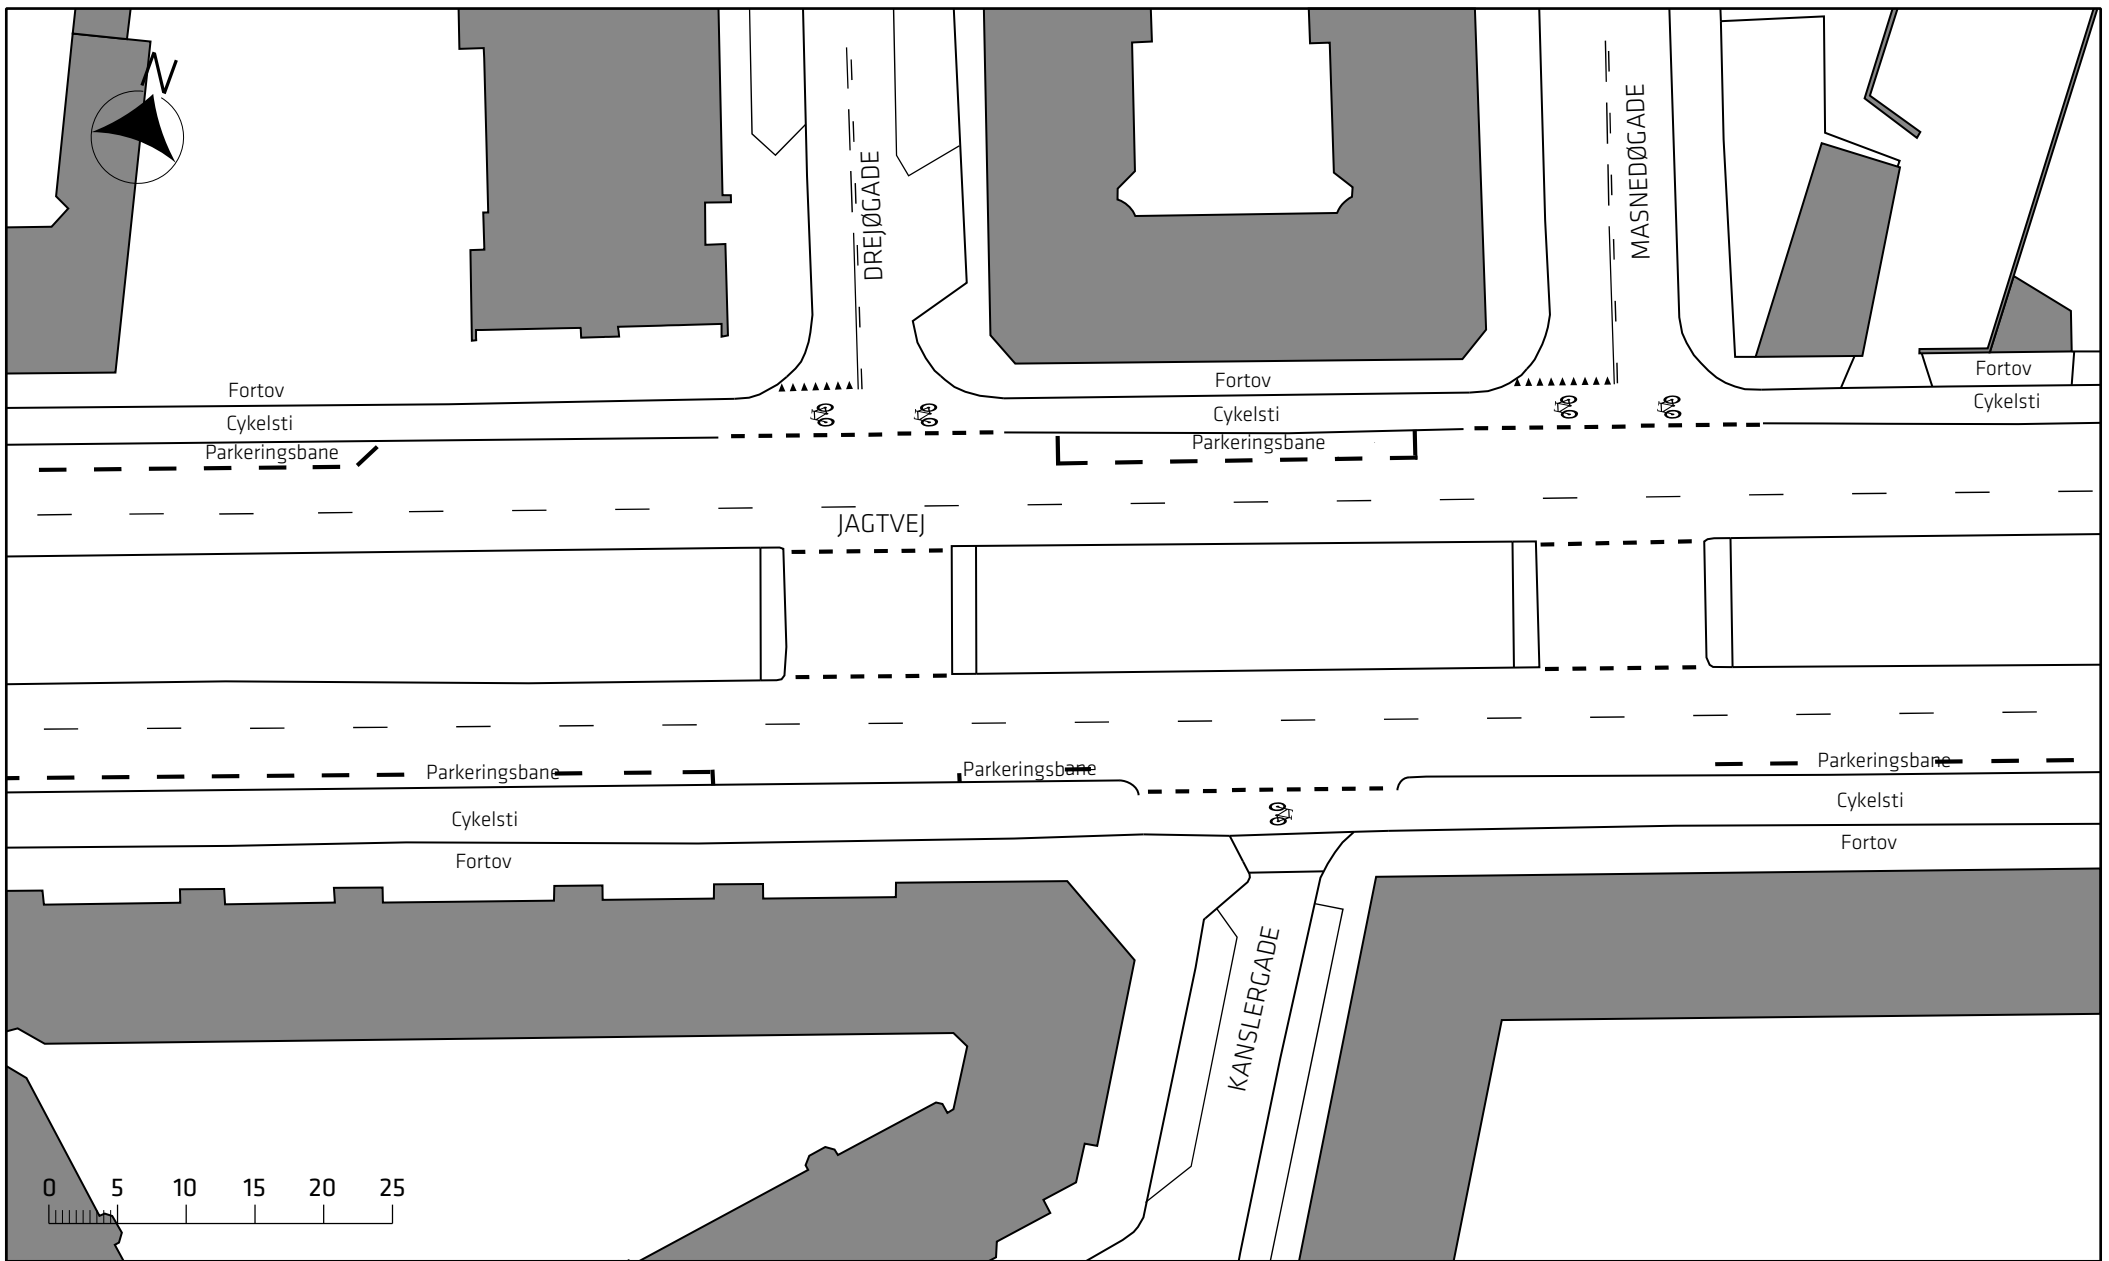 N
DREJØGADE
MASNEDØGADE
Fortov
Fortov
Fortov
Cykelsti
Cykelsti
Cykelsti
Parkeringsbane
Parkeringsbane
JAGTVEJ
Parkeringsbane
Parkeringsbane
Parkeringsbane
Cykelsti
Cykelsti
Fortov
Fortov
KANSLERGADE
0 5 10 15 20 25